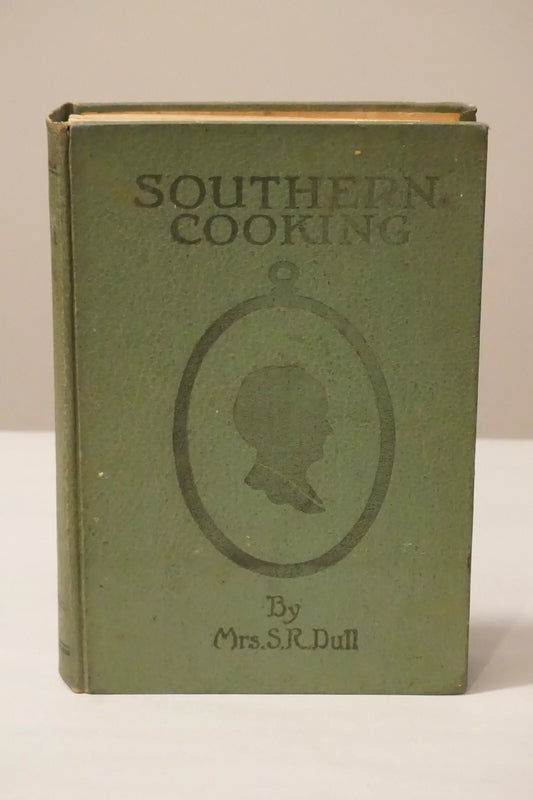 SOUTHERN
COOKING
By
Mrs. S. R. Dull